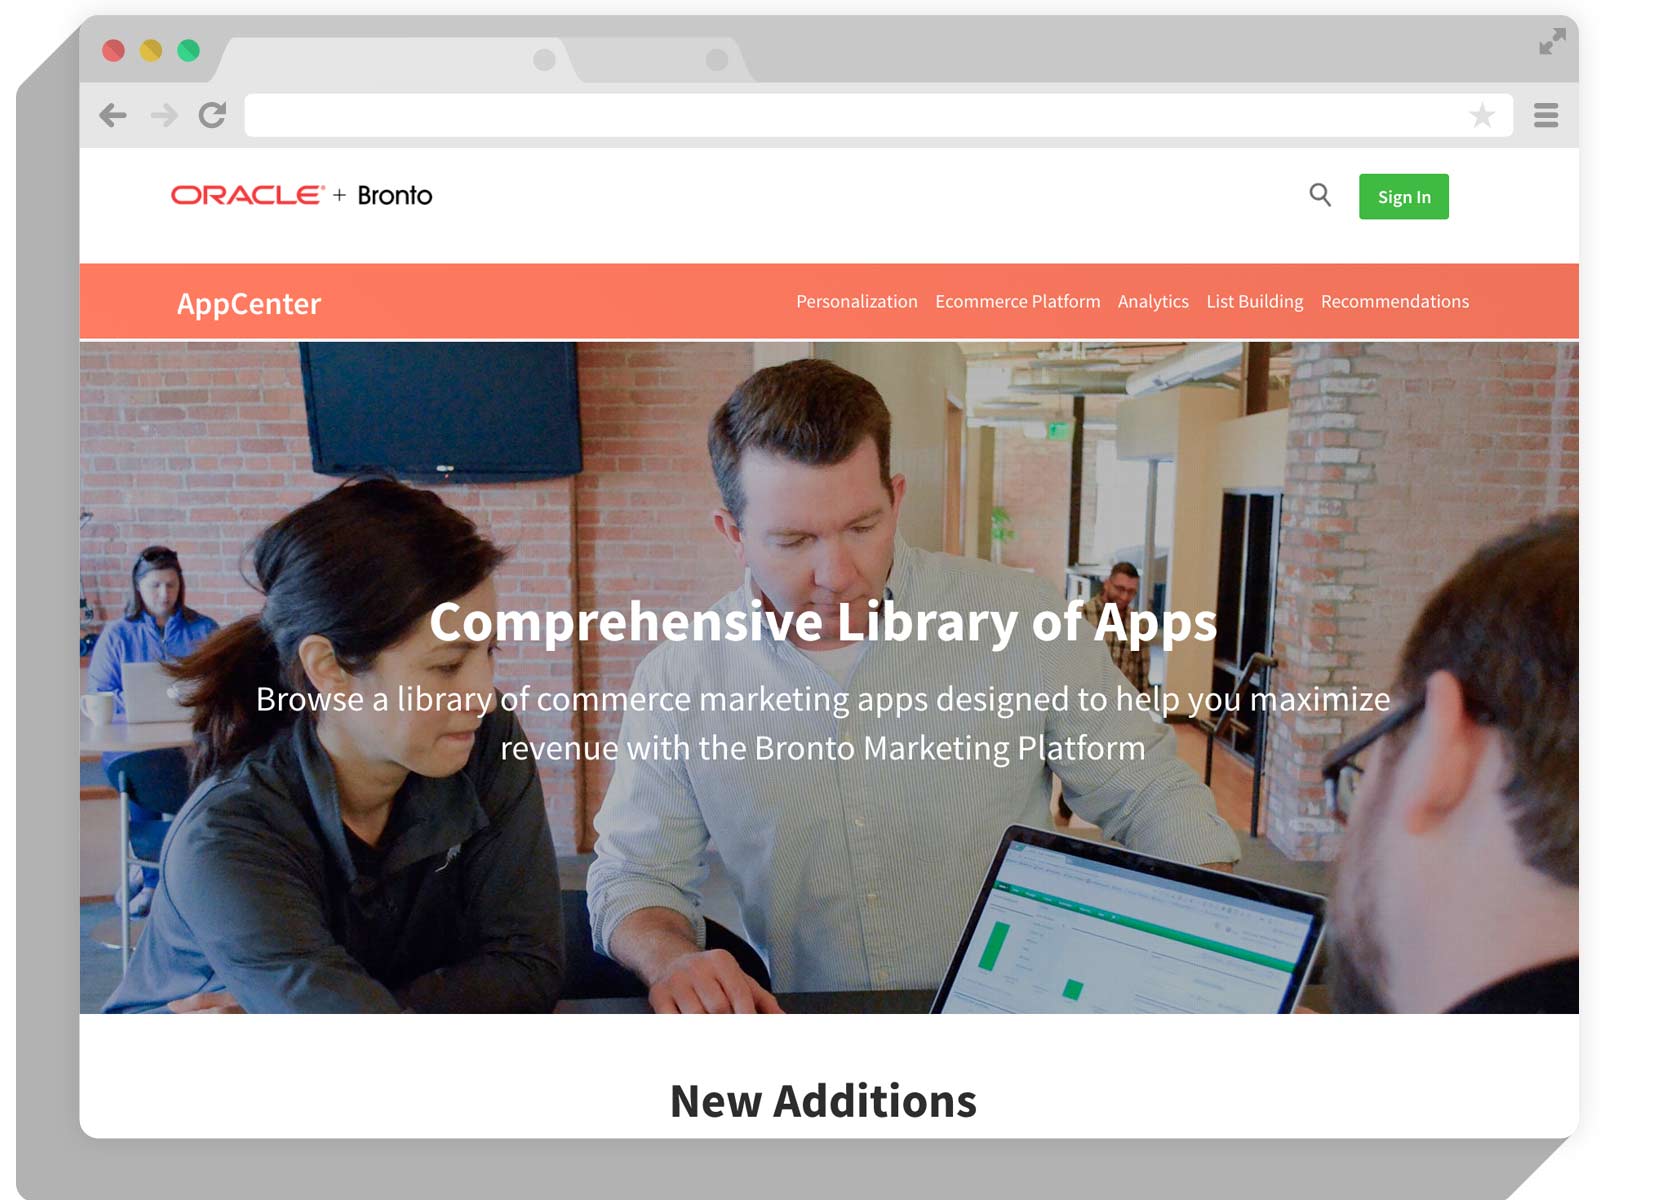 ORACLE® + Bronto
Sign In
AppCenter
Personalization Ecommerce Platform Analytics List Building Recommendations
Comprehensive Library of Apps
Browse a library of commerce marketing apps designed to help you maximize
revenue with the Bronto Marketing Platform
New Additions